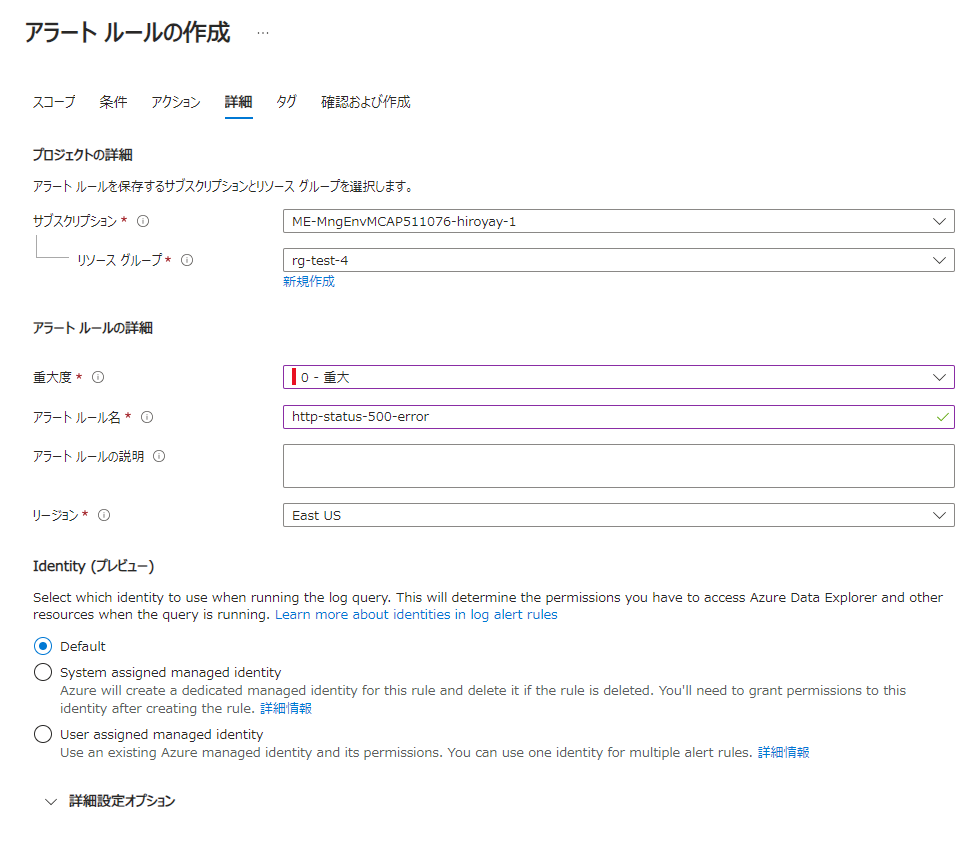 アラート ルールの作成 …
スコープ 条件 アクション 詳細 タグ 確認および作成
プロジェクトの詳細
アラート ルールを保存するサブスクリプションとリソース グループを選択します。
サブスクリプション * ME-MngEnvMCAP511076-hiroyay-1
リソース グループ * rg-test-4
新規作成
アラート ルールの詳細
重大度 * 0 - 重大
アラート ルール名 * http-status-500-error
アラート ルールの説明
リージョン * East US
Identity (プレビュー)
Select which identity to use when running the log query. This will determine the permissions you have to access Azure Data Explorer and other
resources when the query is running. Learn more about identities in log alert rules
Default
System assigned managed identity
Azure will create a dedicated managed identity for this rule and delete it if the rule is deleted. You'll need to grant permissions to this
identity after creating the rule. 詳細情報
User assigned managed identity
Use an existing Azure managed identity and its permissions. You can use one identity for multiple alert rules. 詳細情報
詳細設定オプション